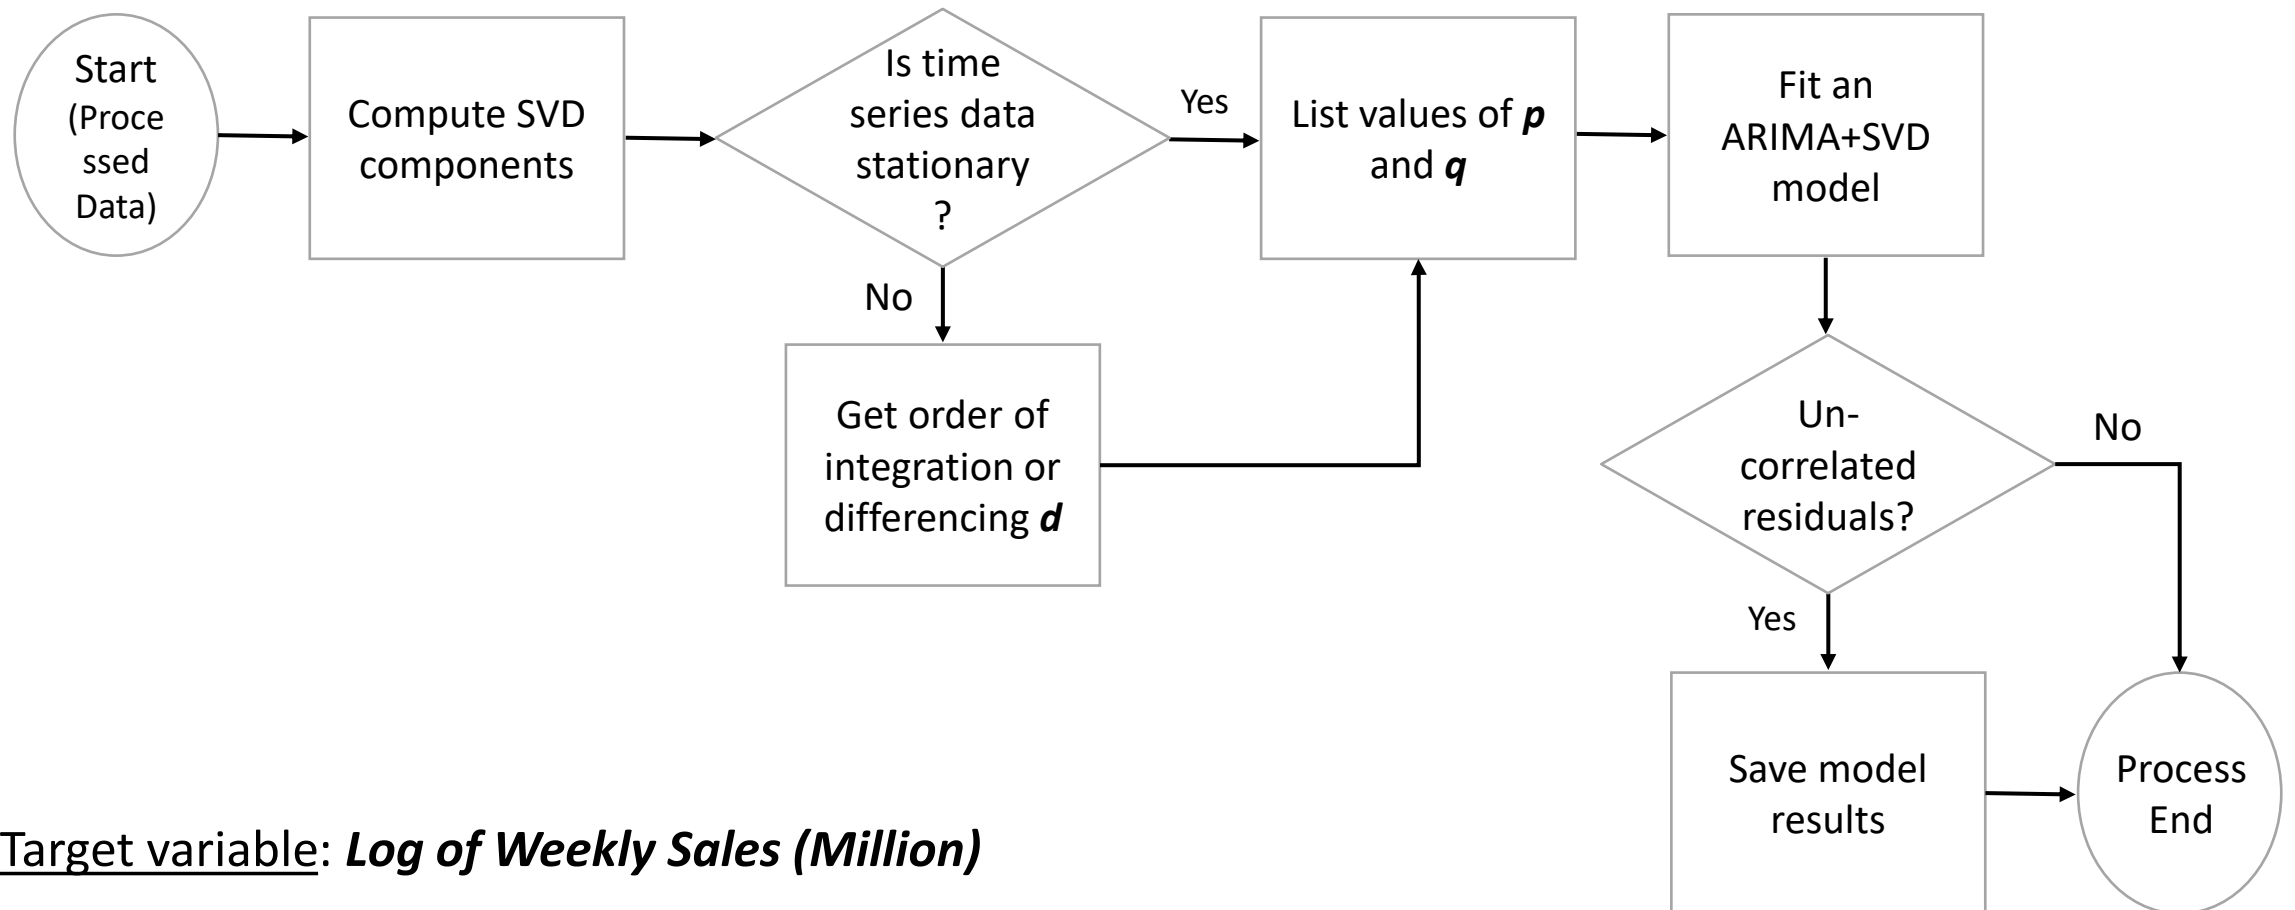 Start
(Proce
ssed
Data)
Compute SVD
components
Is time
series data
stationary
?
Yes
No
Get order of
integration or
differencing d
List values of p
and q
Fit an
ARIMA+SVD
model
Un-
correlated
residuals?
No
Yes
Save model
results
Process
End
Target variable: Log of Weekly Sales (Million)